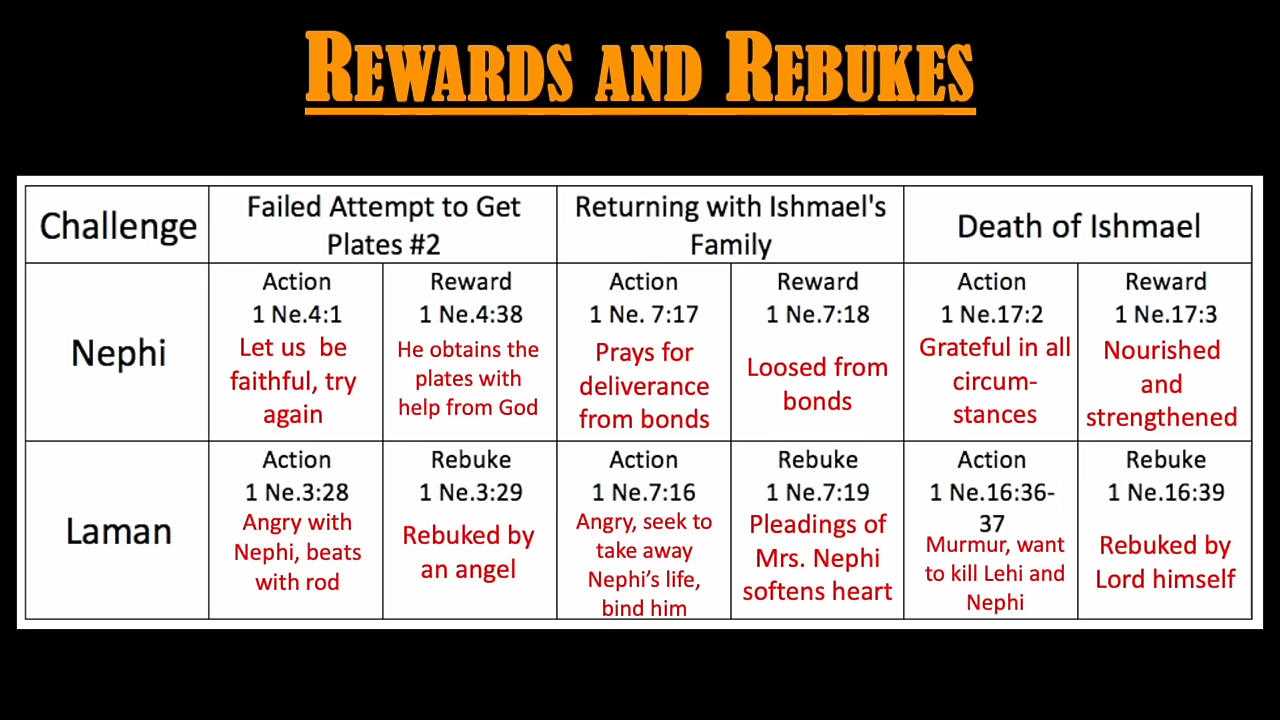 REWARDS AND REBUKES
Challenge
Failed Attempt to Get
Plates #2
Returning with Ishmael's
Family
Death of Ishmael
Nephi
Action
1 Ne.4:1
Let us be
faithful, try
again
Reward
1 Ne.4:38
He obtains the
plates with
help from God
Action
1 Ne. 7:17
Prays for
deliverance
from bonds
Reward
1 Ne.7:18
Loosed from
bonds
Action
1 Ne.17:2
Grateful in all
circum-
stances
Reward
1 Ne.17:3
Nourished
and
strengthened
Laman
Action
1 Ne.3:28
Angry with
Nephi, beats
with rod
Rebuke
1 Ne.3:29
Rebuked by
an angel
Action
1 Ne.7:16
Angry, seek to
take away
Nephi's life,
bind him
Rebuke
1 Ne.7:19
Pleadings of
Mrs. Nephi
softens heart
Action
1 Ne.16:36-
37
Murmur, want
to kill Lehi and
Nephi
Rebuke
1 Ne.16:39
Rebuked by
Lord himself